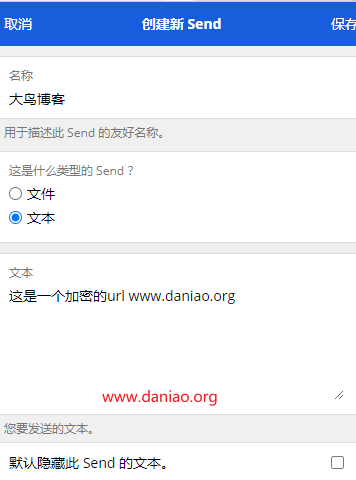 取消
创建新 Send
保存
名称
大鸟博客
用于描述此 Send 的友好名称。
这是什么类型的 Send？
文件
文本
文本
这是一个加密的url www.daniao.org
www.daniao.org
您要发送的文本。
默认隐藏此 Send 的文本。